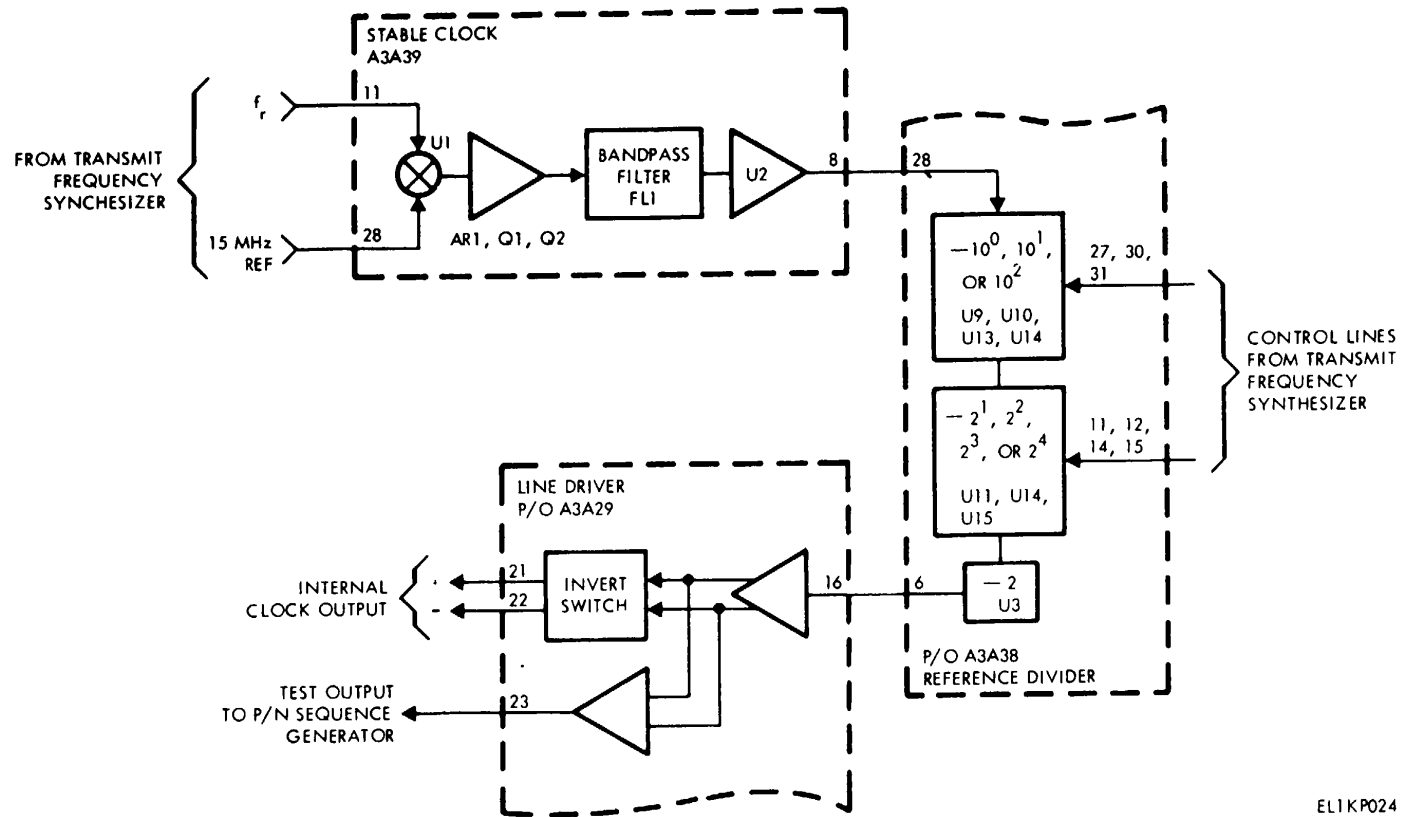 STABLE CLOCK
A3A39
FROM TRANSMIT
FREQUENCY
SYNCHESIZER
fr
11
15 MHz
REF
28
U1
AR1, Q1, Q2
BANDPASS
FILTER
FL1
U2
8
28
—10⁰, 10¹,
OR 10²
U9, U10,
U13, U14
27, 30,
31
—2¹, 2²,
2³, OR 2⁴
U11, U14,
U15
11, 12,
14, 15
CONTROL LINES
FROM TRANSMIT
FREQUENCY
SYNTHESIZER
—2
U3
6
P/O A3A38
REFERENCE DIVIDER
LINE DRIVER
P/O A3A29
16
INVERT
SWITCH
21
22
INTERNAL
CLOCK OUTPUT
+
-
23
TEST OUTPUT
TO P/N SEQUENCE
GENERATOR
EL1KP024